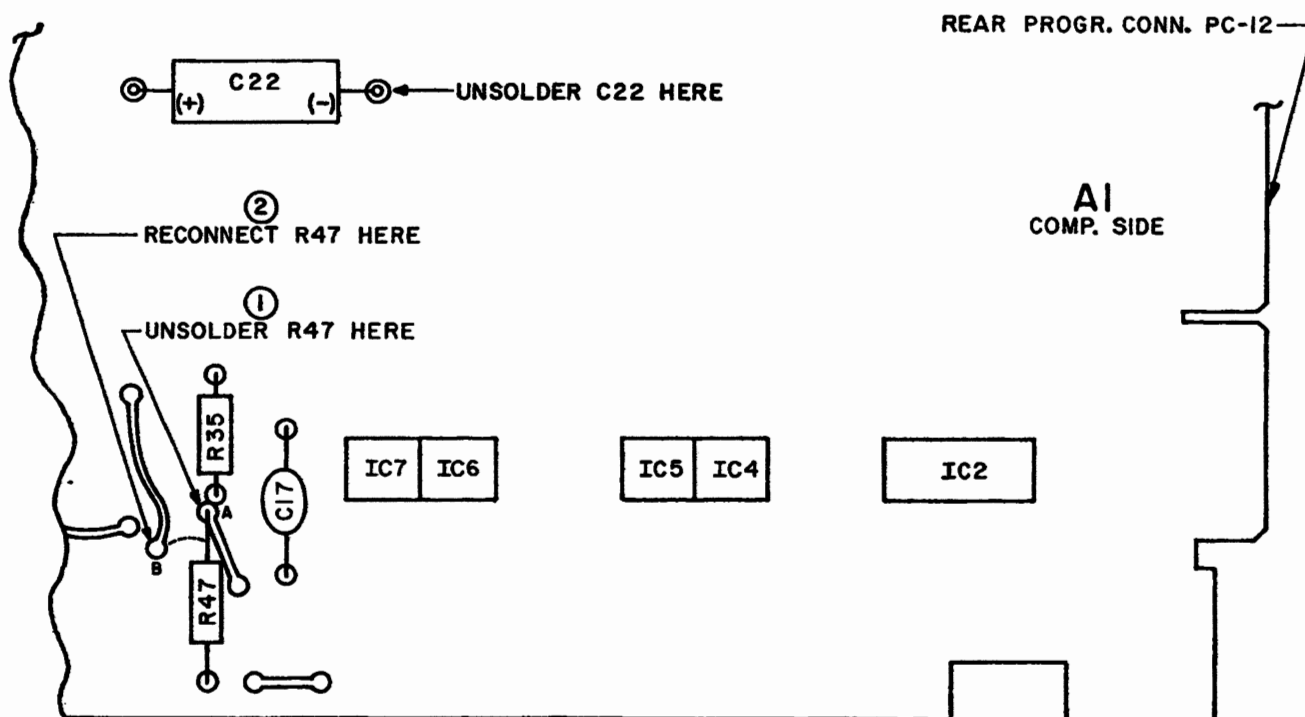 REAR PROGR. CONN. PC-12
C22
(+)
(-)
UNSOLDER C22 HERE
A1
COMP. SIDE
2
RECONNECT R47 HERE
1
UNSOLDER R47 HERE
R35
A
C17
IC7
IC6
IC5
IC4
IC2
B
R47